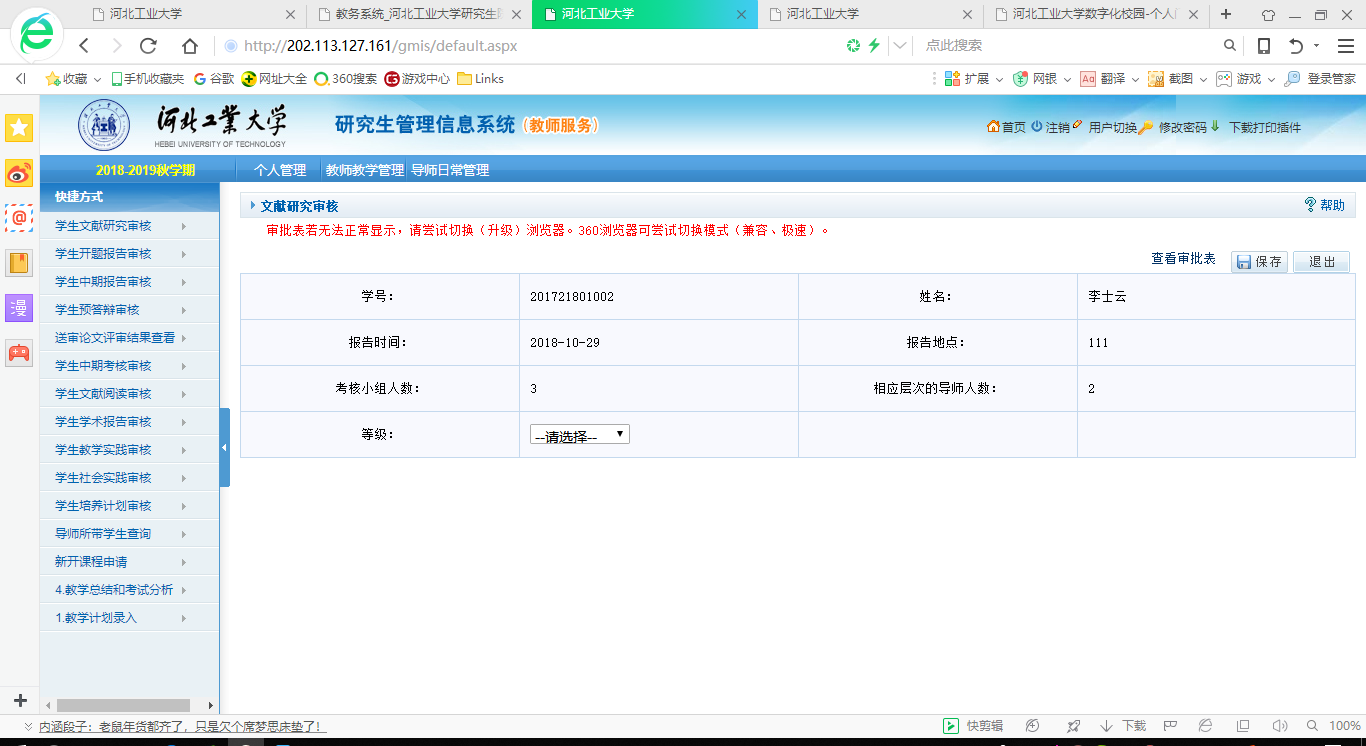 河北工业大学
教务系统_河北工业大学研究生院
河北工业大学
河北工业大学
河北工业大学数字化校园-个人门
http://202.113.127.161/gmis/default.aspx
点此搜索
收藏 手机收藏夹 谷歌 网址大全 360搜索 游戏中心 Links
扩展 网银 翻译 截图 游戏 登录管家
河北工業大学
HEBEI UNIVERSITY OF TECHNOLOGY
研究生管理信息系统（教师服务）
首页 注销 用户切换 修改密码 下载打印插件
2018-2019秋学期 个人管理 教师教学管理 导师日常管理
快捷方式
学生文献研究审核
学生开题报告审核
学生中期报告审核
学生预答辩审核
送审论文评审结果查看
学生中期考核审核
学生文献阅读审核
学生学术报告审核
学生教学实践审核
学生社会实践审核
学生培养计划审核
导师所带学生查询
新开课程申请
4.教学总结和考试分析
1.教学计划录入
文献研究审核 帮助
审批表若无法正常显示，请尝试切换（升级）浏览器。360浏览器可尝试切换模式（兼容、极速）。
查看审批表 保存 退出
学号： 201721801002 姓名： 李士云
报告时间： 2018-10-29 报告地点： 111
考核小组人数： 3 相应层次的导师人数： 2
等级： --请选择--
漫
内涵段子：老鼠年货都齐了，只是欠个席梦思床垫了！
快剪辑 下载 100%